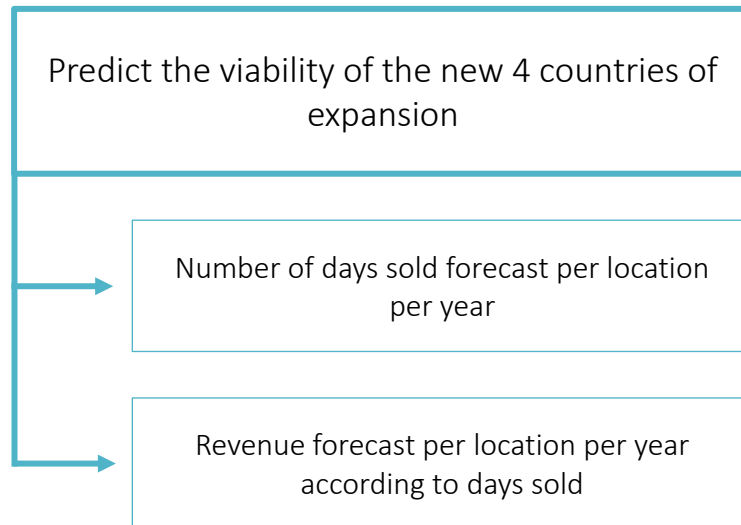 Predict the viability of the new 4 countries of
expansion
Number of days sold forecast per location
per year
Revenue forecast per location per year
according to days sold